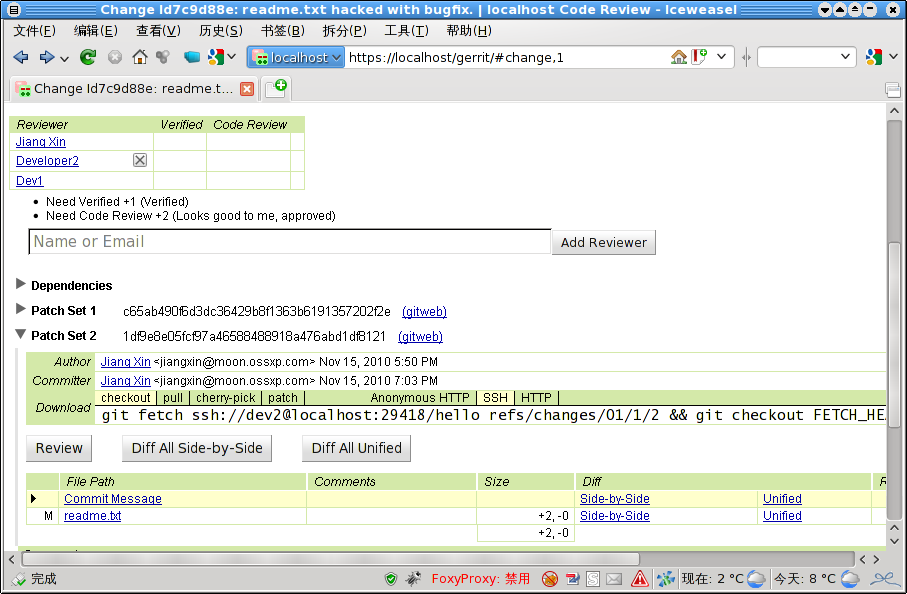 Change Id7c9d88e: readme.txt hacked with bugfix. | localhost Code Review - Iceweasel
文件(F) 编辑(E) 查看(V) 历史(S) 书签(B) 拆分(P) 工具(T) 帮助(H)
localhost https://localhost/gerrit/#change,1
Change Id7c9d88e: readme.t...
Reviewer Verified Code Review
Jiang Xin
Developer2
Dev1
Need Verified +1 (Verified)
Need Code Review +2 (Looks good to me, approved)
Name or Email Add Reviewer
Dependencies
Patch Set 1 c65ab490f6d3dc36429b8f1363b6191357202f2e (gitweb)
Patch Set 2 1df9e8e05fcf97a46588488918a476abd1df8121 (gitweb)
Author Jiang Xin <jiangxin@moon.ossxp.com> Nov 15, 2010 5:50 PM
Committer Jiang Xin <jiangxin@moon.ossxp.com> Nov 15, 2010 7:03 PM
Download checkout | pull | cherry-pick | patch | Anonymous HTTP | SSH | HTTP |
git fetch ssh://dev2@localhost:29418/hello refs/changes/01/1/2 && git checkout FETCH_HEA
Review Diff All Side-by-Side Diff All Unified
File Path Comments Size Diff R
Commit Message Side-by-Side Unified
M readme.txt +2, -0 Side-by-Side Unified
+2, -0
完成 FoxyProxy: 禁用 现在: 2 °C 今天: 8 °C